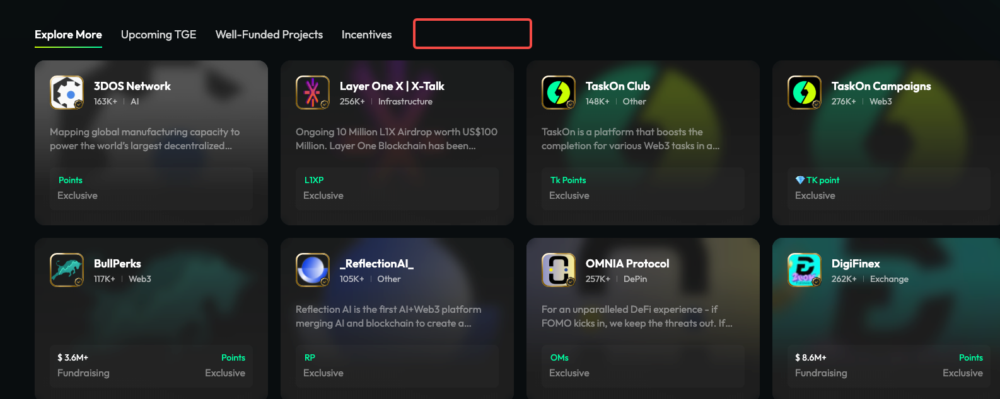 Explore More Upcoming TGE Well-Funded Projects Incentives
3DOS Network
163K+ | AI
Mapping global manufacturing capacity to
power the world's largest decentralized...
Points
Exclusive
Layer One X | X-Talk
256K+ | Infrastructure
Ongoing 10 Million L1X Airdrop worth US$100
Million. Layer One Blockchain has been...
L1XP
Exclusive
TaskOn Club
148K+ | Other
TaskOn is a platform that boosts the
completion for various Web3 tasks in a...
Tk Points
Exclusive
TaskOn Campaigns
276K+ | Web3
💎TK point
Exclusive
BullPerks
117K+ | Web3
$ 3.6M+ Points
Fundraising Exclusive
_ReflectionAI_
105K+ | Other
Reflection AI is the first AI+Web3 platform
merging AI and blockchain to create a...
RP
Exclusive
OMNIA Protocol
257K+ | DePin
For an unparalleled DeFi experience - if
FOMO kicks in, we keep the threats out. If...
OMs
Exclusive
DigiFinex
262K+ | Exchange
$ 8.6M+ Points
Fundraising Exclusive